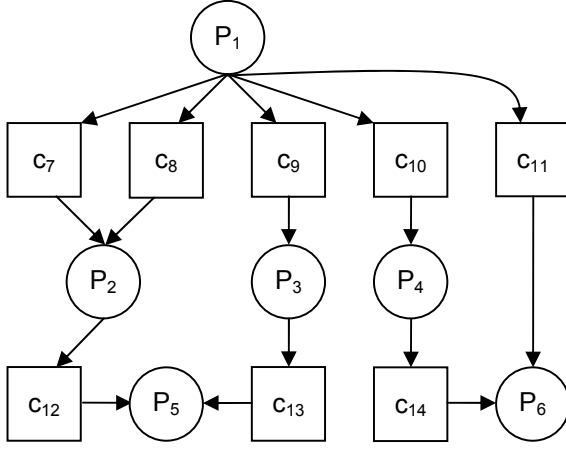 P₁
c₇ c₈ c₉ c₁₀ c₁₁
P₂ P₃ P₄
c₁₂ P₅ c₁₃ c₁₄ P₆